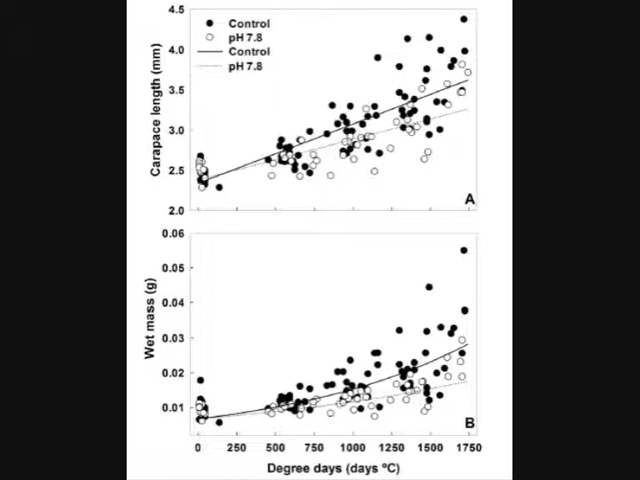 4.5
Control
pH 7.8
Control
pH 7.8
4.0
3.5
3.0
2.5
2.0
Carapace length (mm)
A
0.06
0.05
0.04
0.03
0.02
0.01
Wet mass (g)
B
0 250 500 750 1000 1250 1500 1750
Degree days (days ºC)